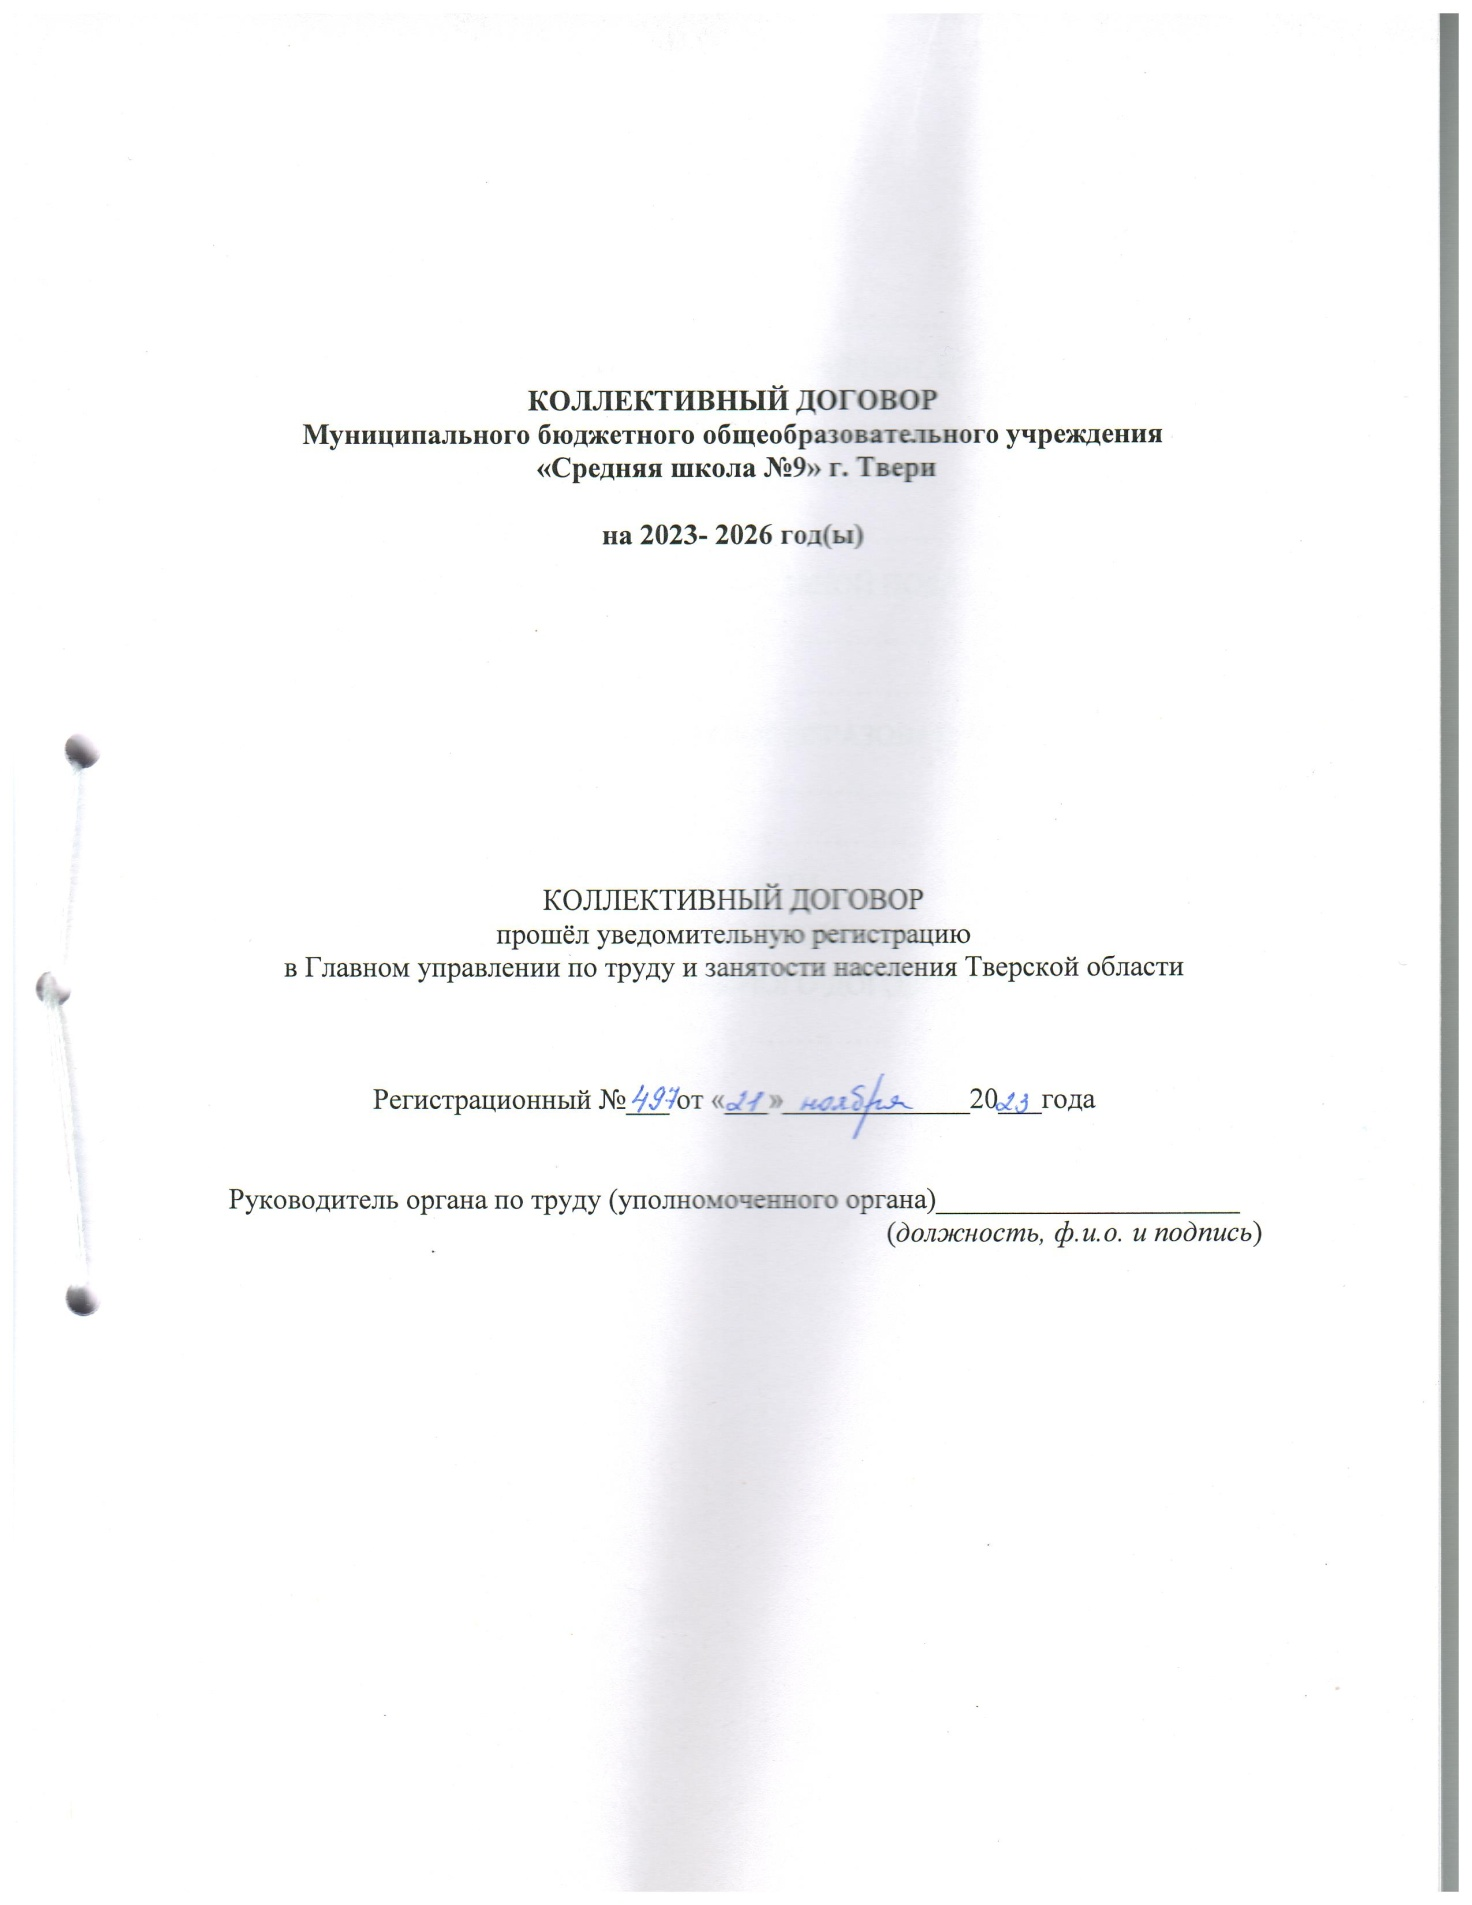 КОЛЛЕКТИВНЫЙ ДОГОВОР
Муниципального бюджетного общеобразовательного учреждения
«Средняя школа №9» г. Твери
на 2023- 2026 год(ы)
КОЛЛЕКТИВНЫЙ ДОГОВОР
прошёл уведомительную регистрацию
в Главном управлении по труду и занятости населения Тверской области
Регистрационный №497от «21» ноября 2023года
Руководитель органа по труду (уполномоченного органа)______________________
(должность, ф.и.о. и подпись)